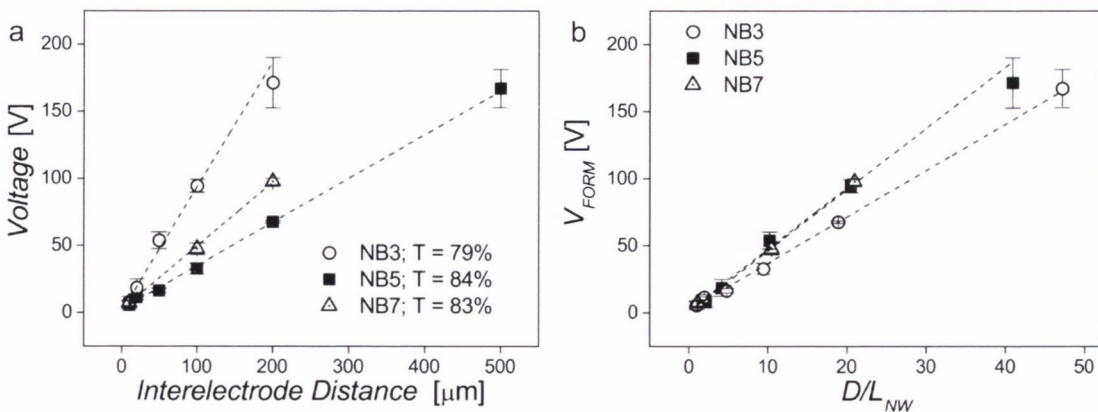 a
Voltage [V]
200
150
100
50
0
0 100 200 300 400 500
Interelectrode Distance [µm]
NB3; T = 79%
NB5; T = 84%
NB7; T = 83%
b
V_FORM [V]
200
150
100
50
0
0 10 20 30 40 50
D/L_NW
NB3
NB5
NB7